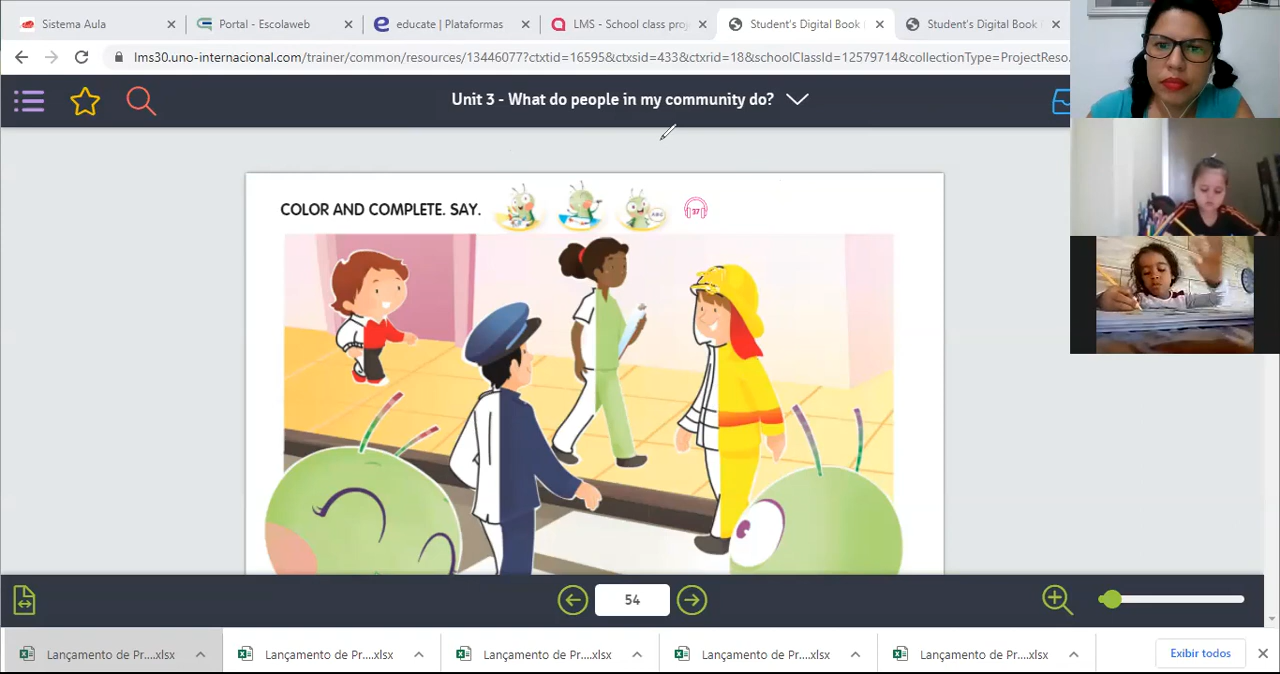 Sistema Aula
Portal - Escolaweb
educate | Plataformas
LMS - School class pro
Student's Digital Book
Student's Digital Book
lms30.uno-internacional.com/trainer/common/resource/13446077?ctxtid=16595&ctxsid=433&ctxrid=18&schoolClassId=12579714&collectionType=ProjectReso...
Unit 3 - What do people in my community do?
COLOR AND COMPLETE. SAY.
ABC
37
54
Lançamento de Pr....xlsx
Lançamento de Pr....xlsx
Lançamento de Pr....xlsx
Lançamento de Pr....xlsx
Lançamento de Pr....xlsx
Exibir todos